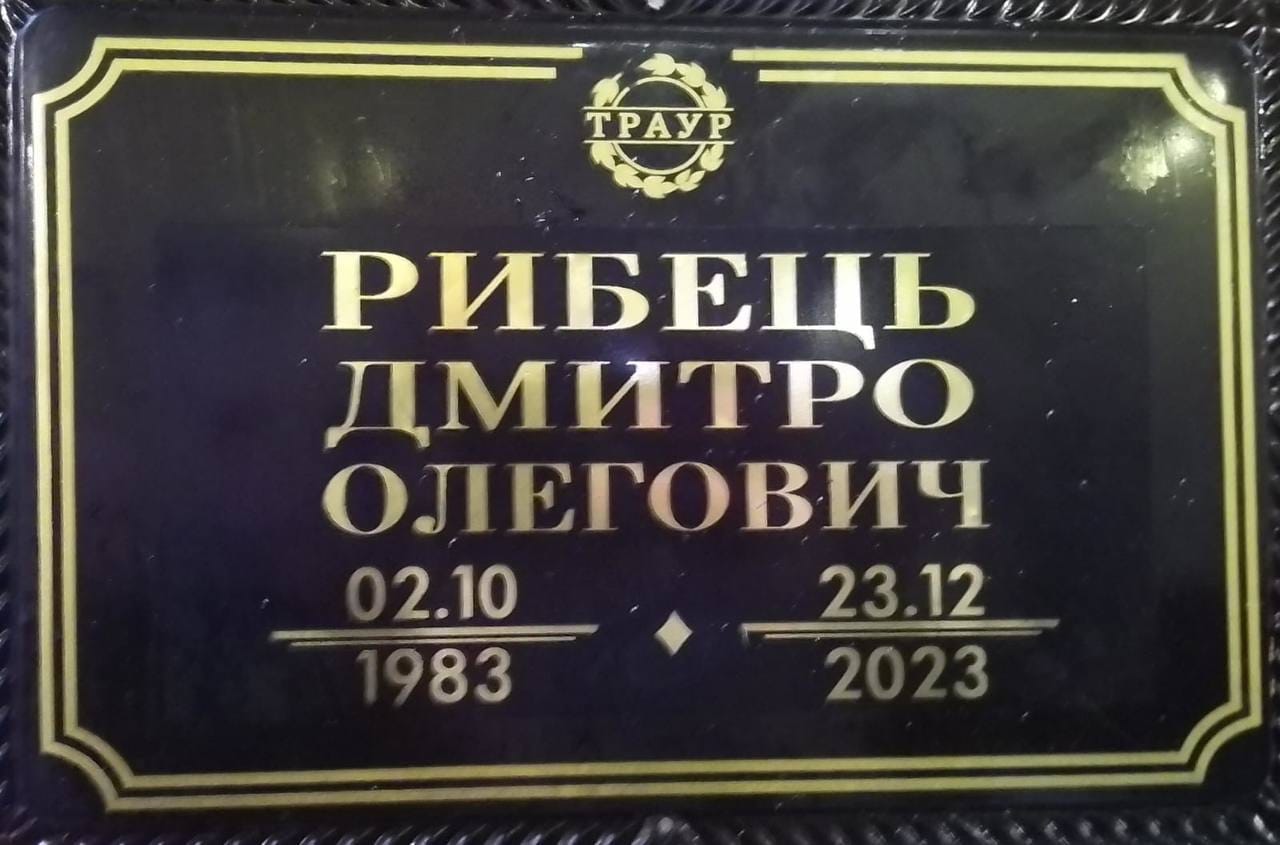 ТРАУР
РИБЕЦЬ
ДМИТРО
ОЛЕГОВИЧ
02.10 23.12
1983 2023